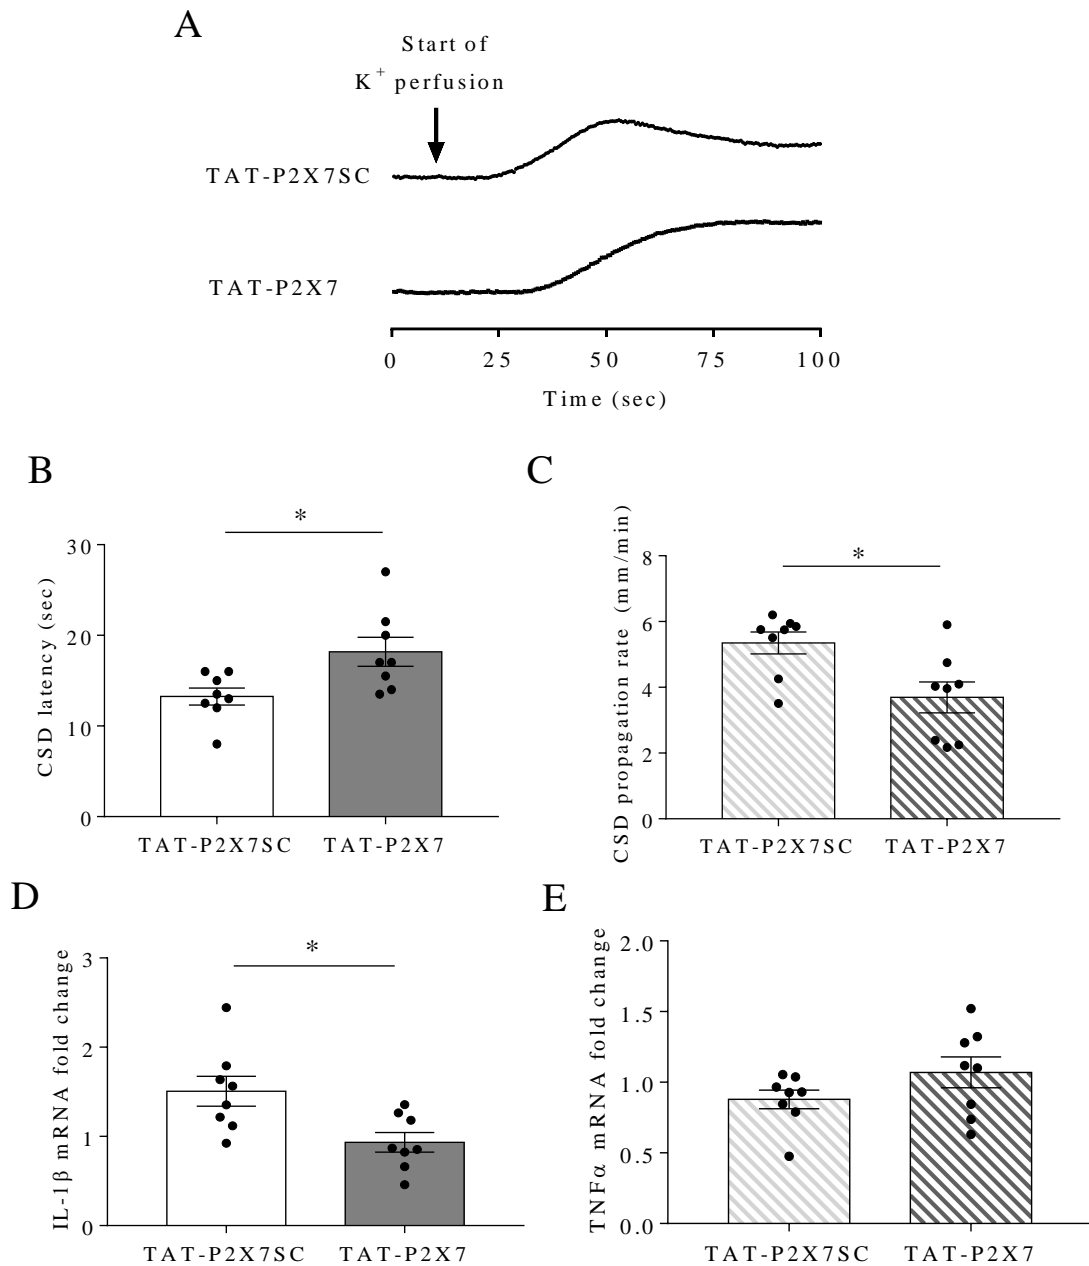 A
Start of
K+ perfusion
TAT-P2X7SC
TAT-P2X7
0 25 50 75 100
Time (sec)
B
*
CSD latency (sec)
30
20
10
0
TAT-P2X7SC TAT-P2X7
C
*
CSD propagation rate (mm/min)
8
6
4
2
0
TAT-P2X7SC TAT-P2X7
D
*
IL-1β mRNA fold change
3
2
1
0
TAT-P2X7SC TAT-P2X7
E
TNFα mRNA fold change
2.0
1.5
1.0
0.5
0.0
TAT-P2X7SC TAT-P2X7